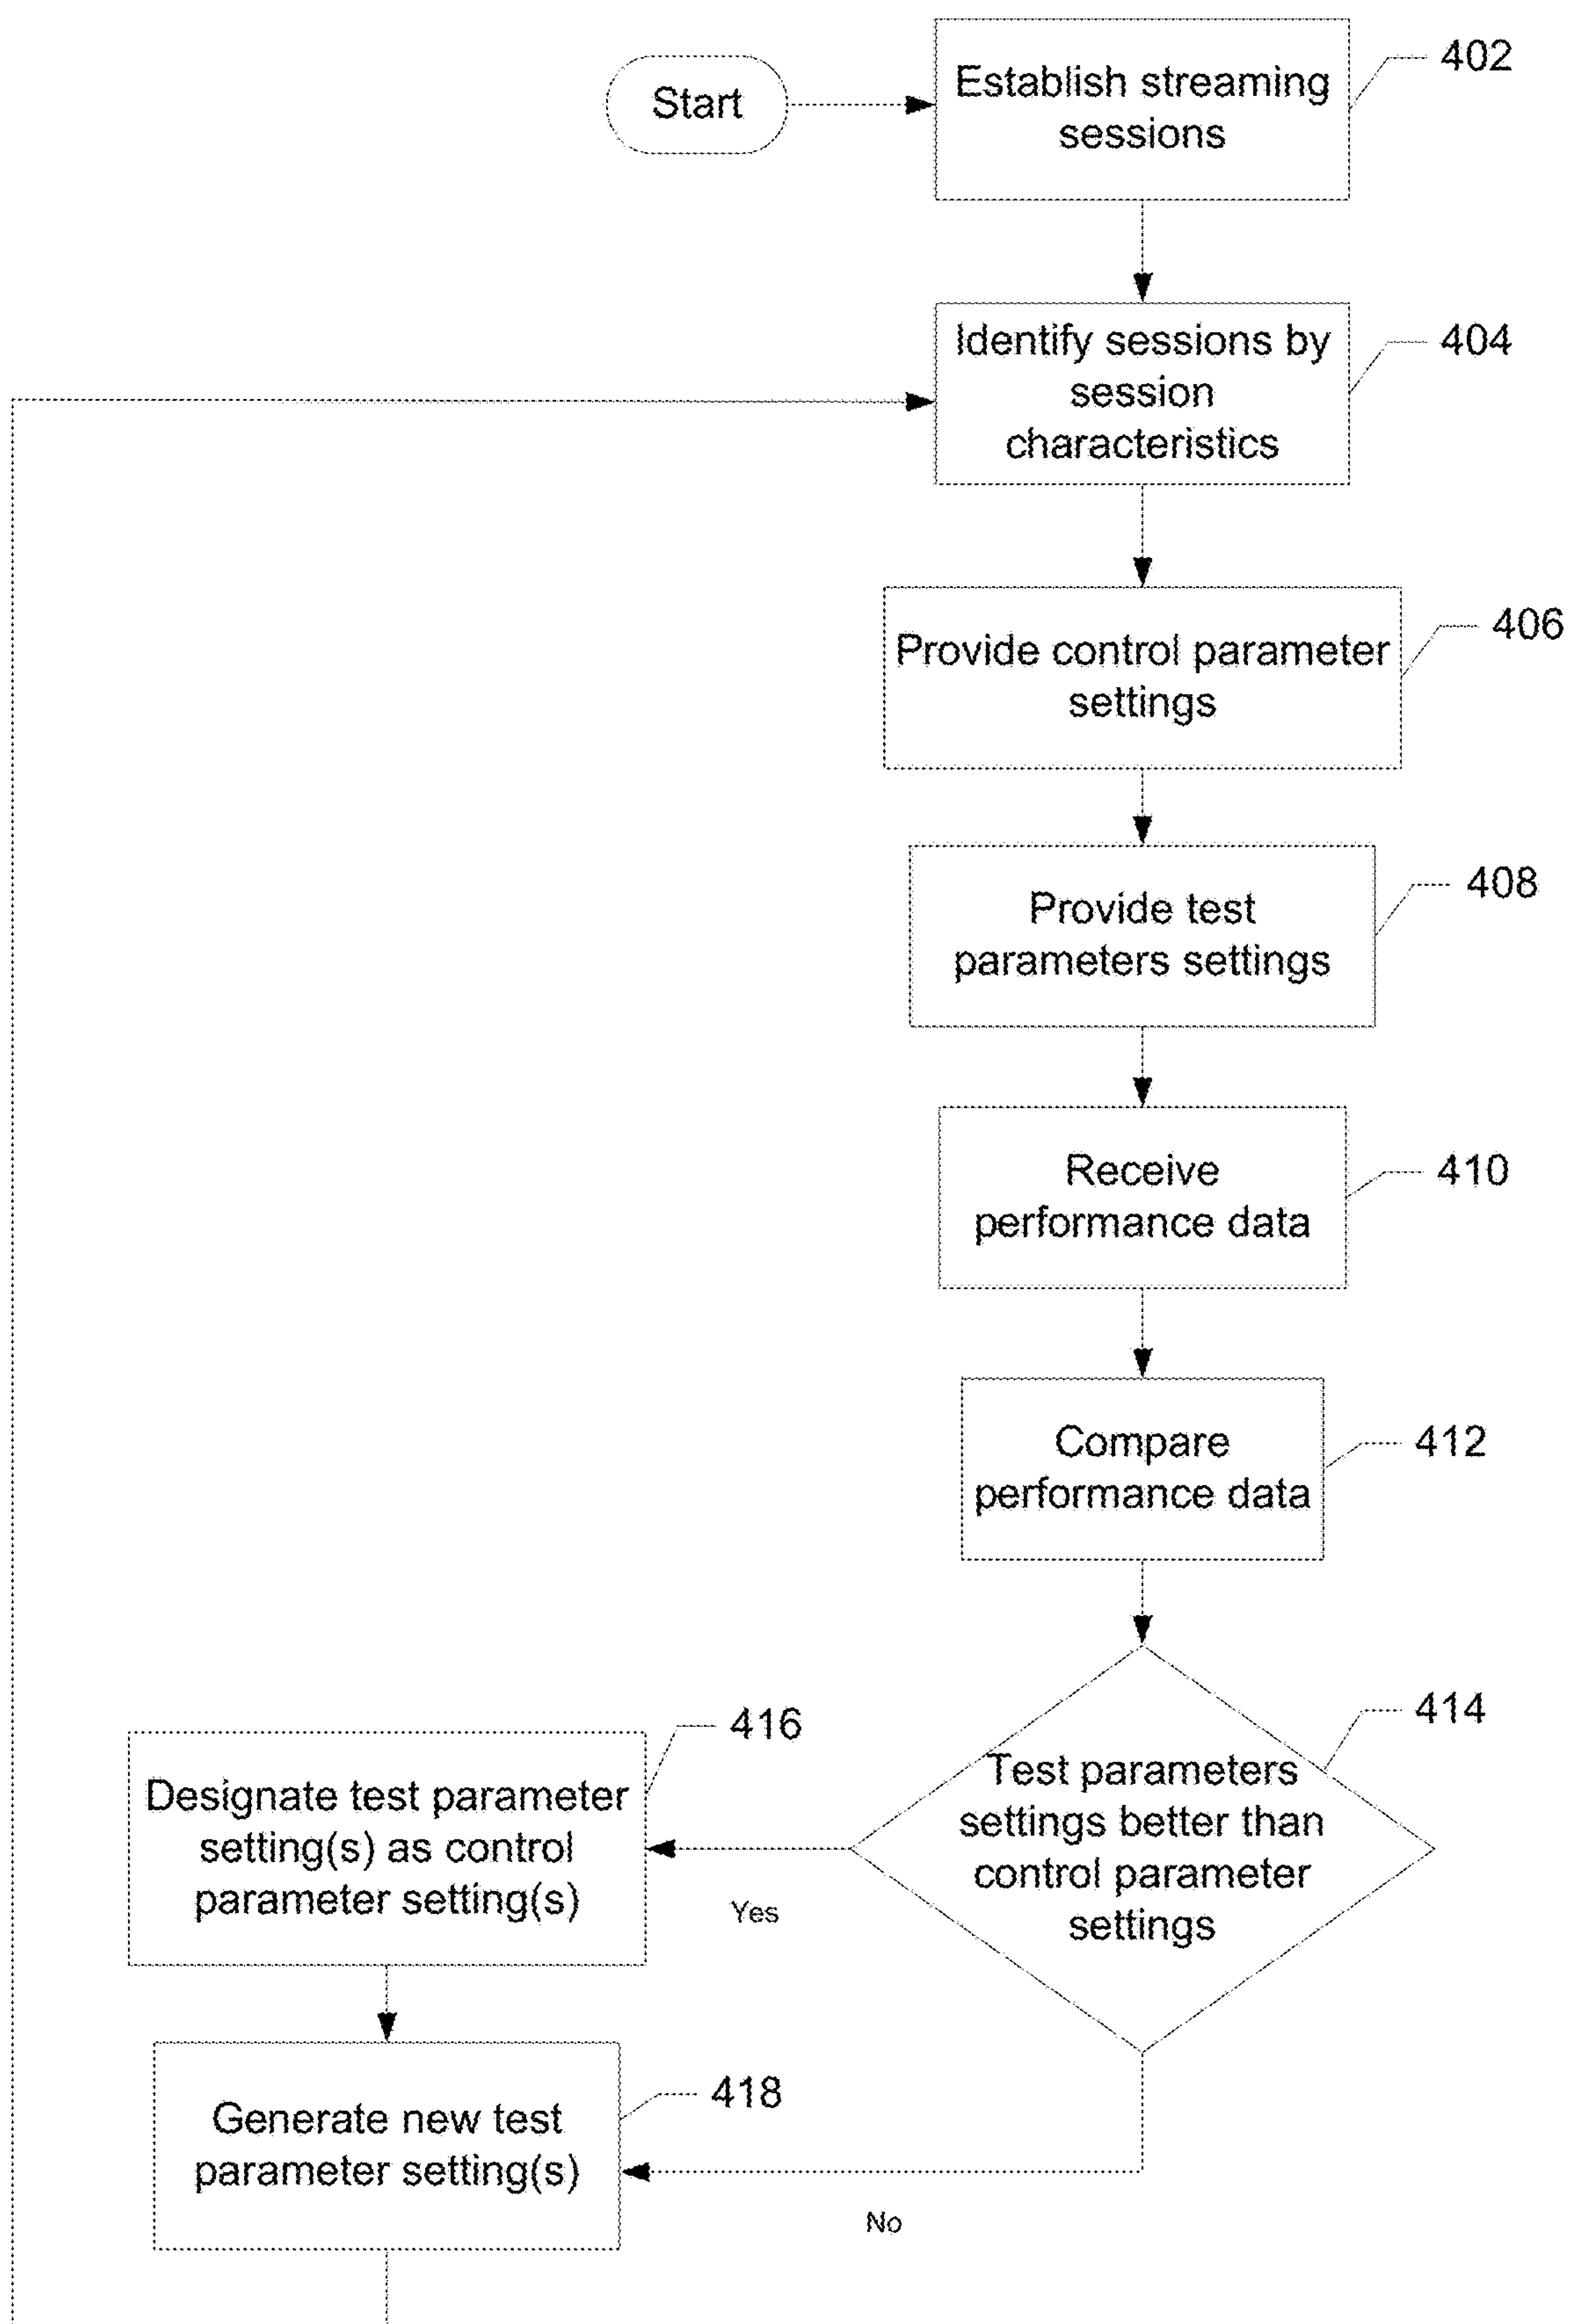 Start
Establish streaming
sessions
402
Identify sessions by
session
characteristics
404
Provide control parameter
settings
406
Provide test
parameters settings
408
Receive
performance data
410
Compare
performance data
412
Test parameters
settings better than
control parameter
settings
414
Yes
416
Designate test parameter
setting(s) as control
parameter setting(s)
418
Generate new test
parameter setting(s)
No